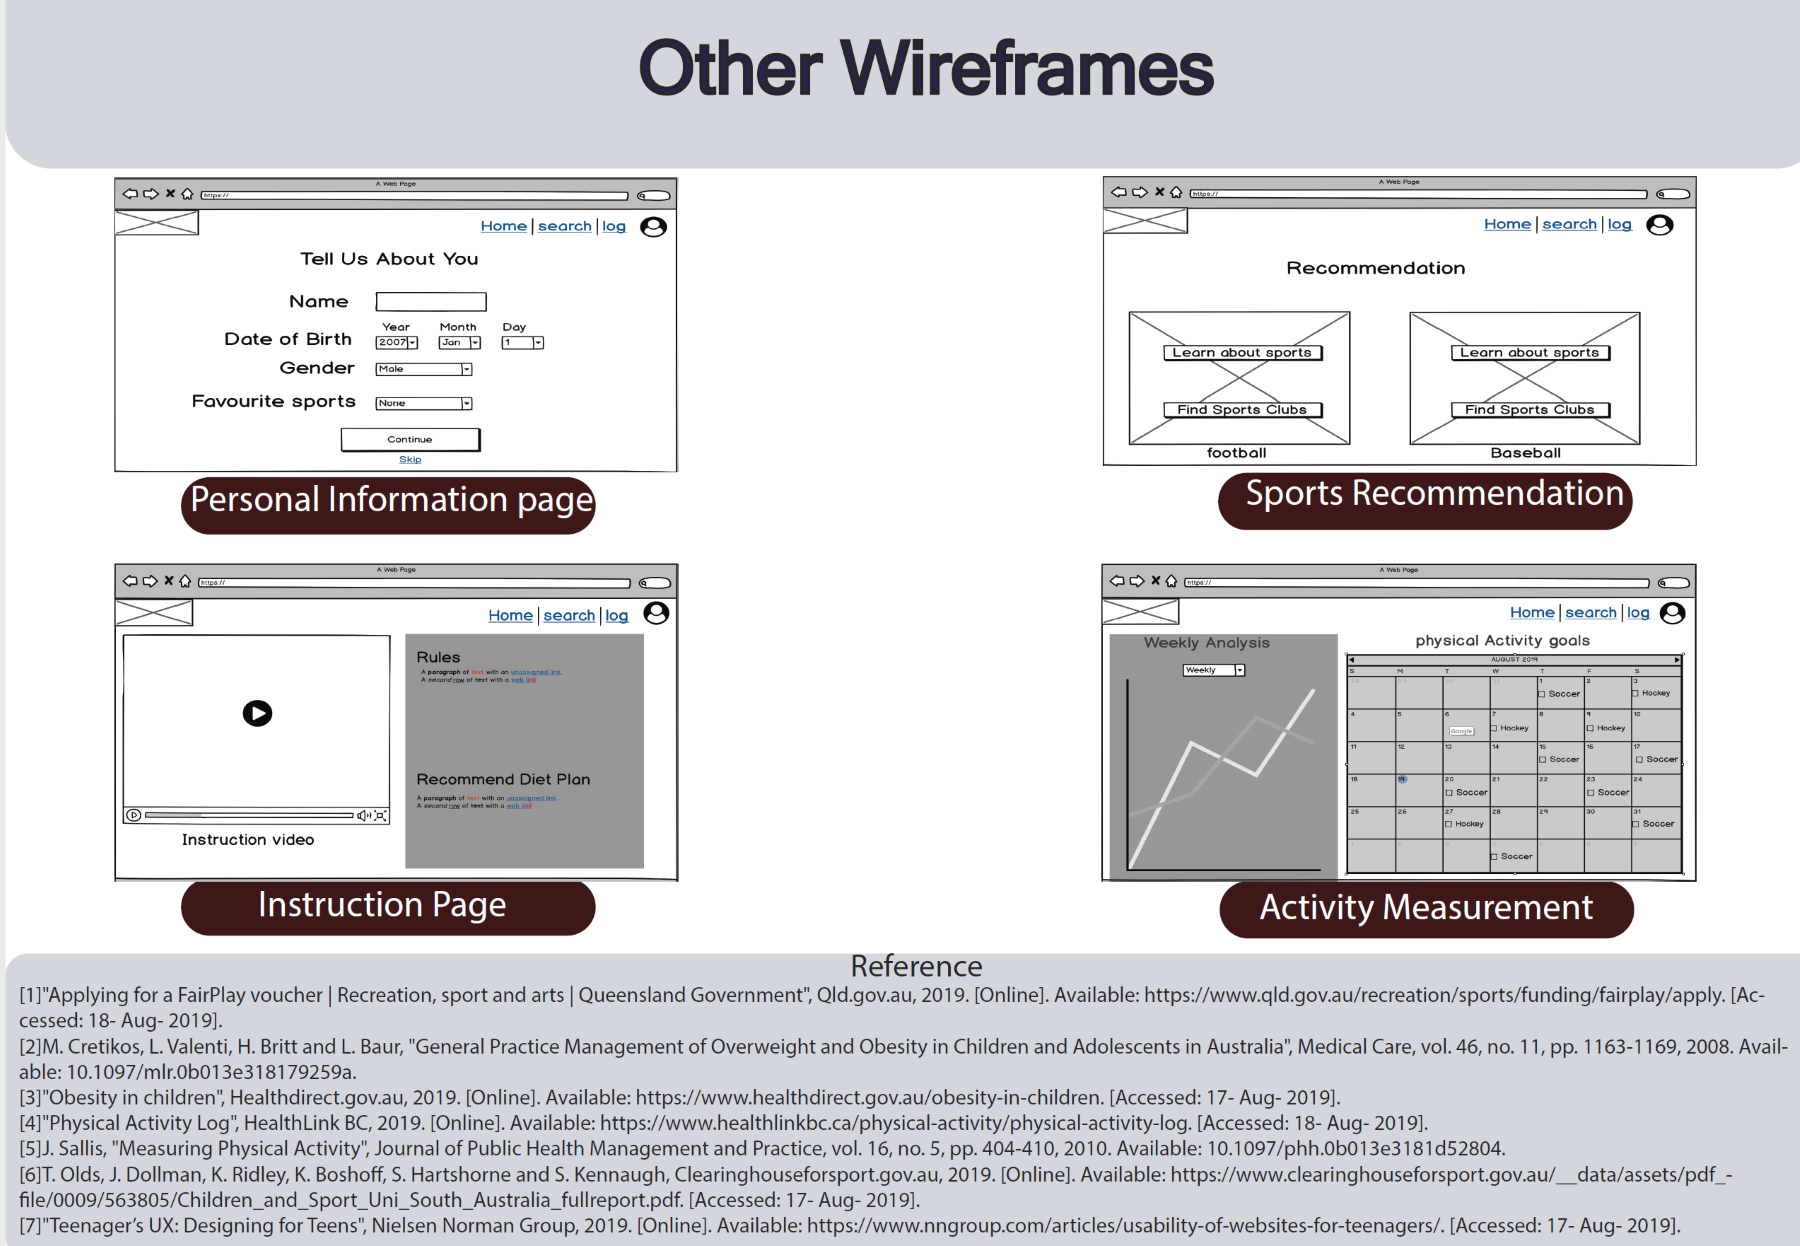 Other Wireframes
A Web Page
https://
Home | search | log
Tell Us About You
Name
Year Month Day
Date of Birth 2007 Jan 1
Gender Male
Favourite sports None
Continue
Skip
Personal Information page
A Web Page
https://
Home | search | log
Recommendation
Learn about sports Learn about sports
Find Sports Clubs Find Sports Clubs
football Baseball
Sports Recommendation
A Web Page
https://
Home | search | log
Rules
A paragraph of text with an unassigned link.
A second row of text with a web link
Recommend Diet Plan
A paragraph of text with an unassigned link.
A second row of text with a web link
Instruction video
Instruction Page
A Web Page
https://
Home | search | log
Weekly Analysis
Weekly
physical Activity goals
AUGUST 2019
S M T W T F S
1 2 3
Soccer Hockey
4 5 6 7 8 9 10
Google Hockey Hockey
11 12 13 14 15 16 17
Soccer Soccer
18 19 20 21 22 23 24
Soccer Soccer
25 26 27 28 29 30 31
Hockey Soccer
Soccer
Activity Measurement
Reference
[1]"Applying for a FairPlay voucher | Recreation, sport and arts | Queensland Government", Qld.gov.au, 2019. [Online]. Available: https://www.qld.gov.au/recreation/sports/funding/fairplay/apply. [Ac-
cessed: 18- Aug- 2019].
[2]M. Cretikos, L. Valenti, H. Britt and L. Baur, "General Practice Management of Overweight and Obesity in Children and Adolescents in Australia", Medical Care, vol. 46, no. 11, pp. 1163-1169, 2008. Avail-
able: 10.1097/mlr.0b013e318179259a.
[3]"Obesity in children", Healthdirect.gov.au, 2019. [Online]. Available: https://www.healthdirect.gov.au/obesity-in-children. [Accessed: 17- Aug- 2019].
[4]"Physical Activity Log", HealthLink BC, 2019. [Online]. Available: https://www.healthlinkbc.ca/physical-activity/physical-activity-log. [Accessed: 18- Aug- 2019].
[5]J. Sallis, "Measuring Physical Activity", Journal of Public Health Management and Practice, vol. 16, no. 5, pp. 404-410, 2010. Available: 10.1097/phh.0b013e3181d52804.
[6]T. Olds, J. Dollman, K. Ridley, K. Boshoff, S. Hartshorne and S. Kennaugh, Clearinghouseforsport.gov.au, 2019. [Online]. Available: https://www.clearinghouseforsport.gov.au/__data/assets/pdf_-
file/0009/563805/Children_and_Sport_Uni_South_Australia_fullreport.pdf. [Accessed: 17- Aug- 2019].
[7]"Teenager’s UX: Designing for Teens", Nielsen Norman Group, 2019. [Online]. Available: https://www.nngroup.com/articles/usability-of-websites-for-teenagers/. [Accessed: 17- Aug- 2019].